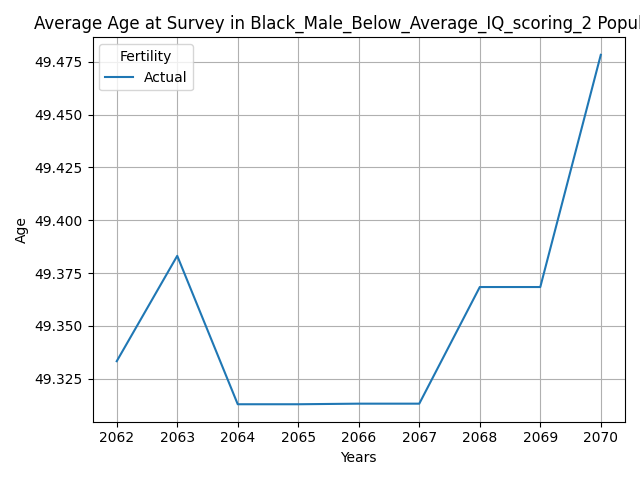 Average Age at Survey in Black_Male_Below_Average_IQ_scoring_2 Popul
Fertility
Actual
49.475
49.450
49.425
49.400
49.375
49.350
49.325
Age
2062 2063 2064 2065 2066 2067 2068 2069 2070
Years